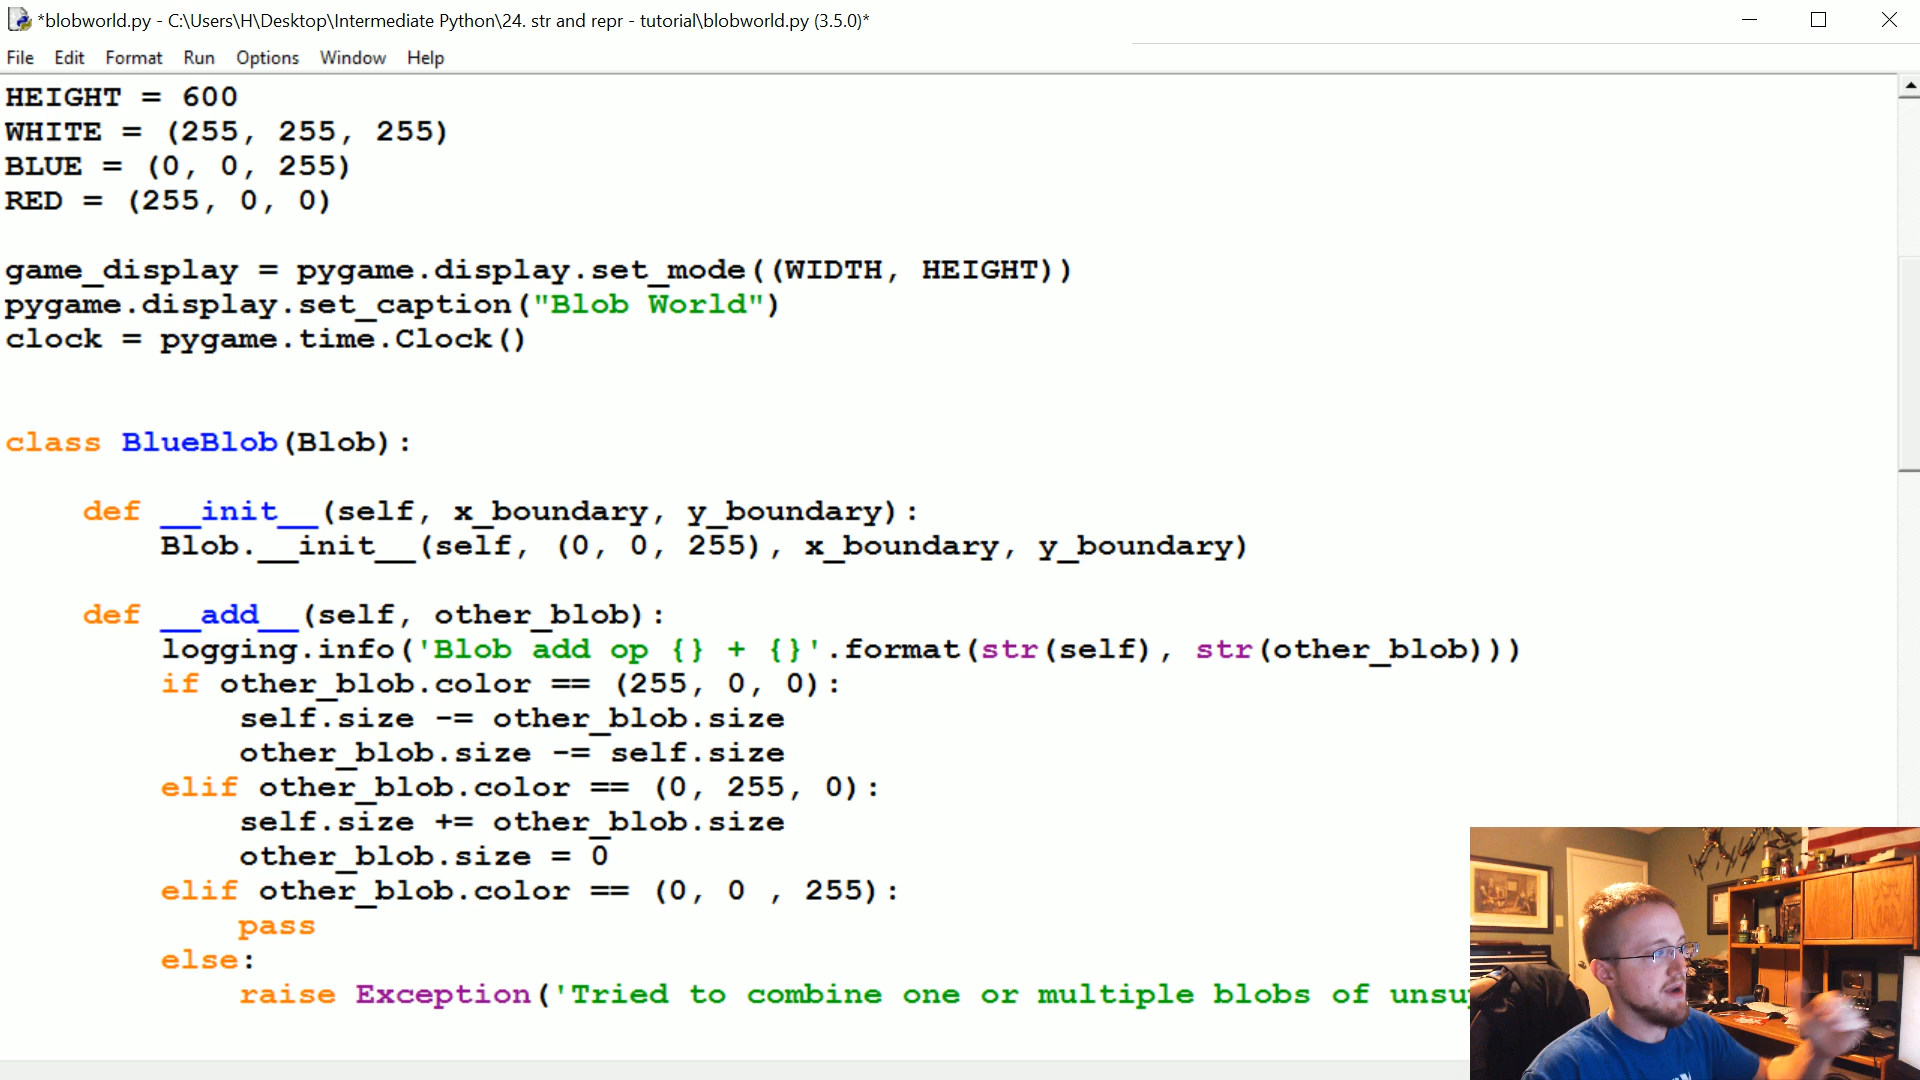 *blobworld.py - C:\Users\H\Desktop\Intermediate Python\24. str and repr - tutorial\blobworld.py (3.5.0)*
File Edit Format Run Options Window Help
HEIGHT = 600
WHITE = (255, 255, 255)
BLUE = (0, 0, 255)
RED = (255, 0, 0)
game_display = pygame.display.set_mode((WIDTH, HEIGHT))
pygame.display.set_caption("Blob World")
clock = pygame.time.Clock()
class BlueBlob(Blob):
def __init__(self, x_boundary, y_boundary):
Blob.__init__(self, (0, 0, 255), x_boundary, y_boundary)
def __add__(self, other_blob):
logging.info('Blob add op {} + {}'.format(str(self), str(other_blob)))
if other_blob.color == (255, 0, 0):
self.size -= other_blob.size
other_blob.size -= self.size
elif other_blob.color == (0, 255, 0):
self.size += other_blob.size
other_blob.size = 0
elif other_blob.color == (0, 0 , 255):
pass
else:
raise Exception('Tried to combine one or multiple blobs of